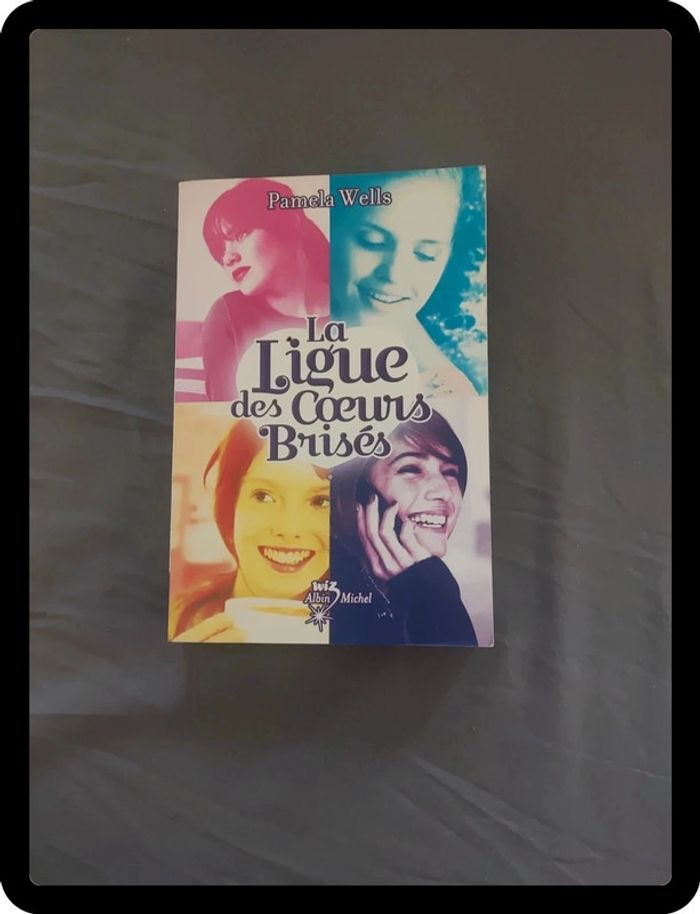 Pamela Wells
La
Ligue
des Cœurs
Brisés
wiz
Albin Michel